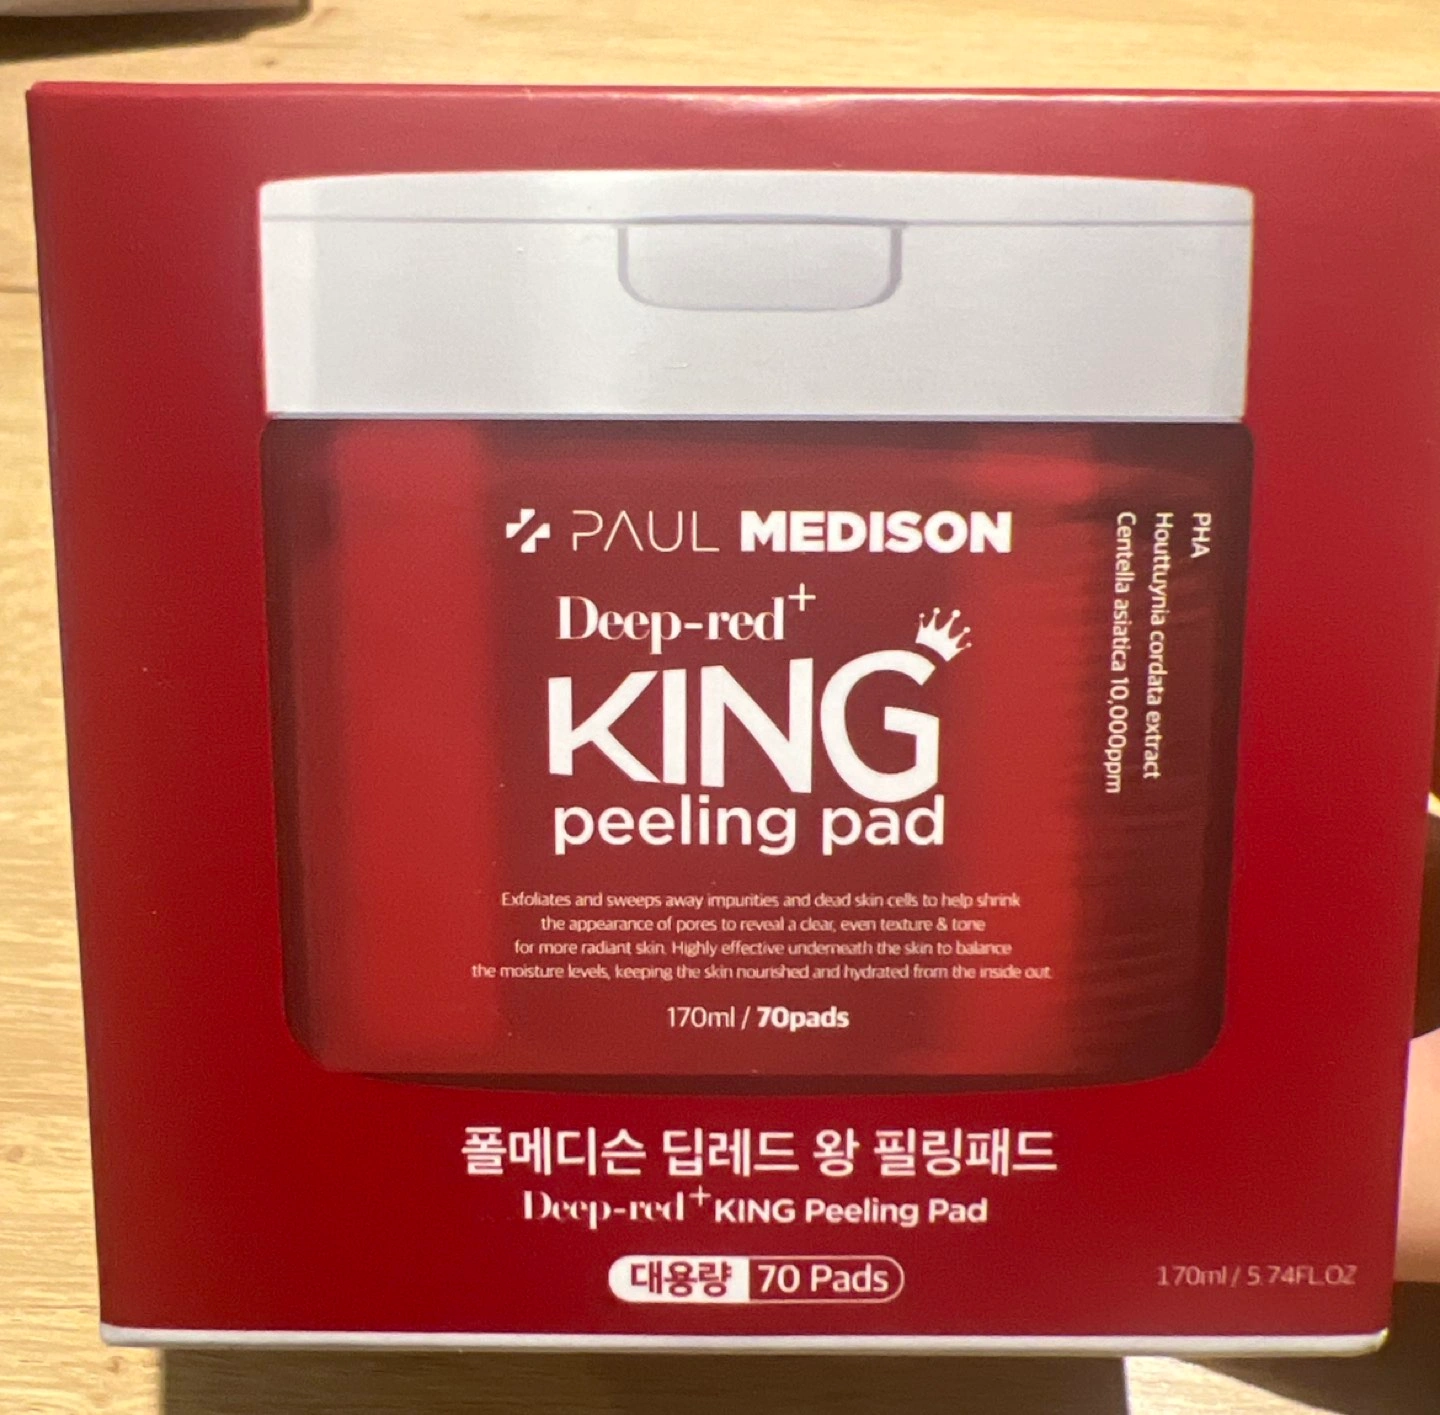 PAUL MEDISON
Deep-red+
KING
peeling pad
Exfoliates and sweeps away impurities and dead skin cells to help shrink
the appearance of pores to reveal a clear, even texture & tone
for more radiant skin. Highly effective underneath the skin to balance
the moisture levels, keeping the skin nourished and hydrated from the inside out.
170ml / 70pads
PHA
Houttuynia cordata extract
Centella asiatica 10,000ppm
폴메디슨 딥레드 왕 필링패드
Deep-red+ KING Peeling Pad
대용량 70 Pads
170ml / 5.74FL.OZ